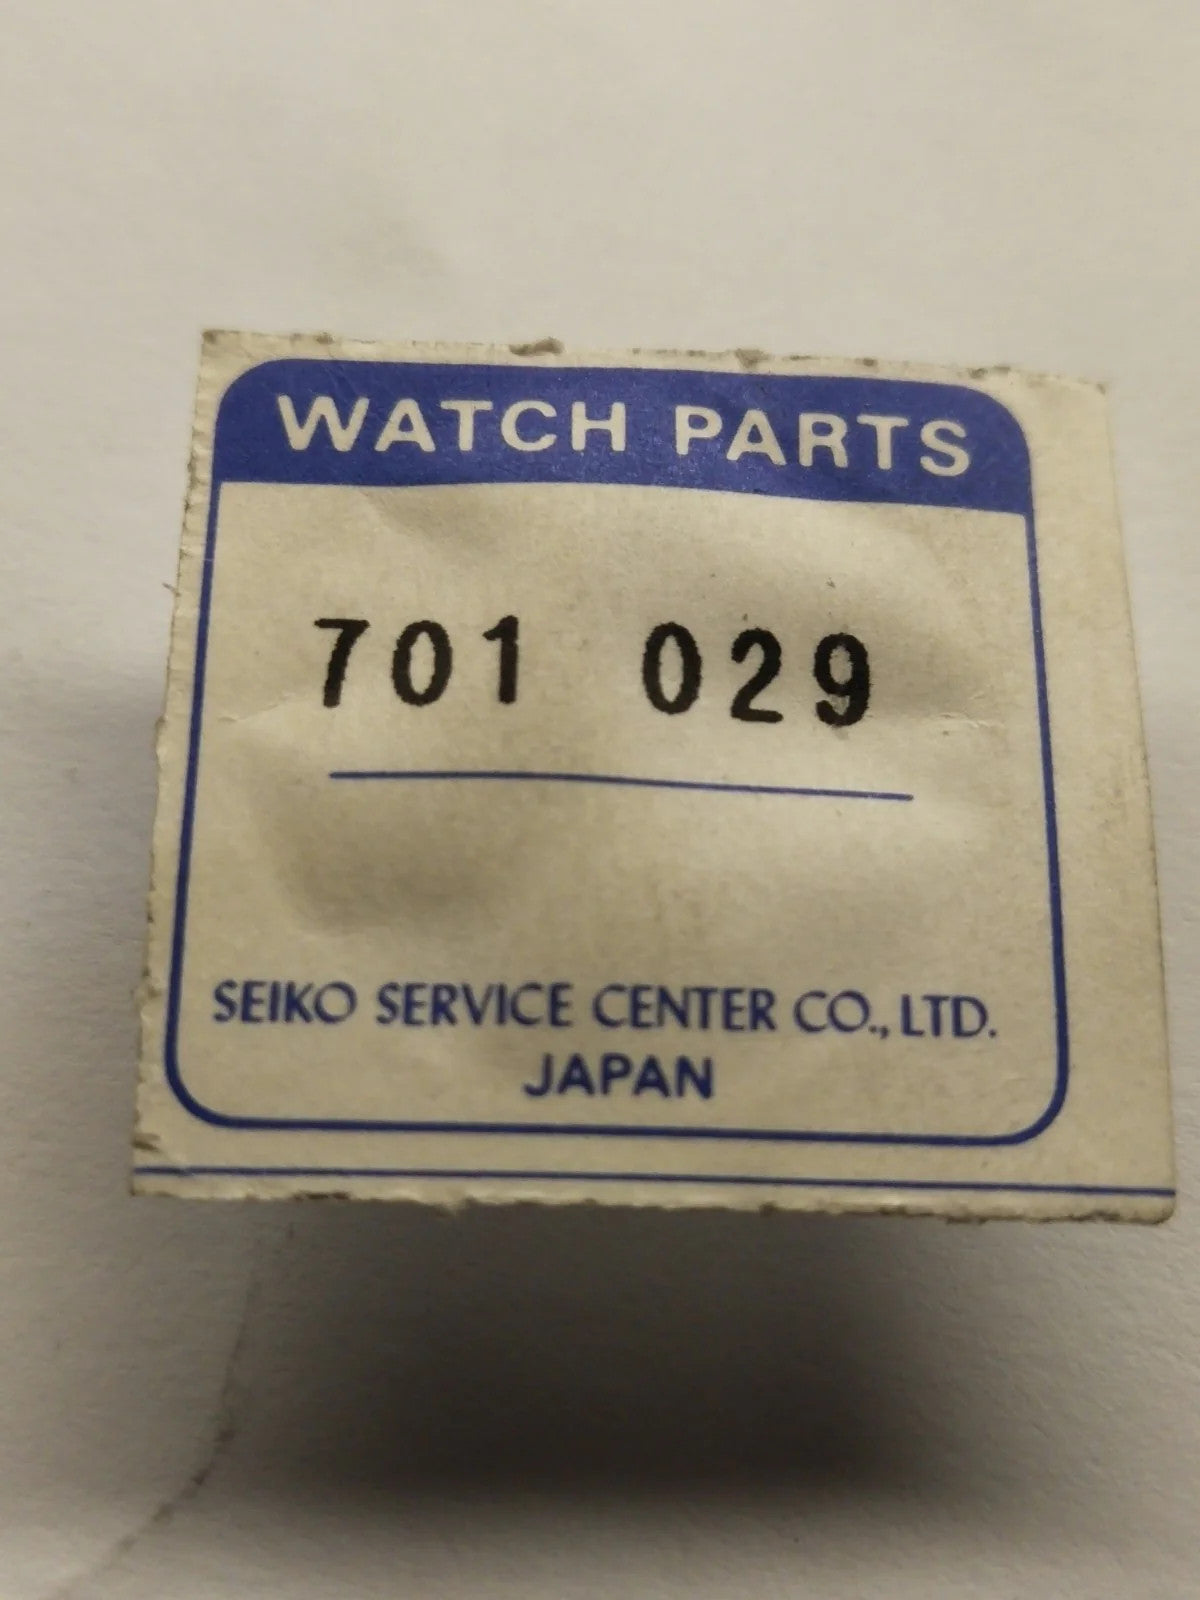 WATCH PARTS
701 029
SEIKO SERVICE CENTER CO., LTD.
JAPAN